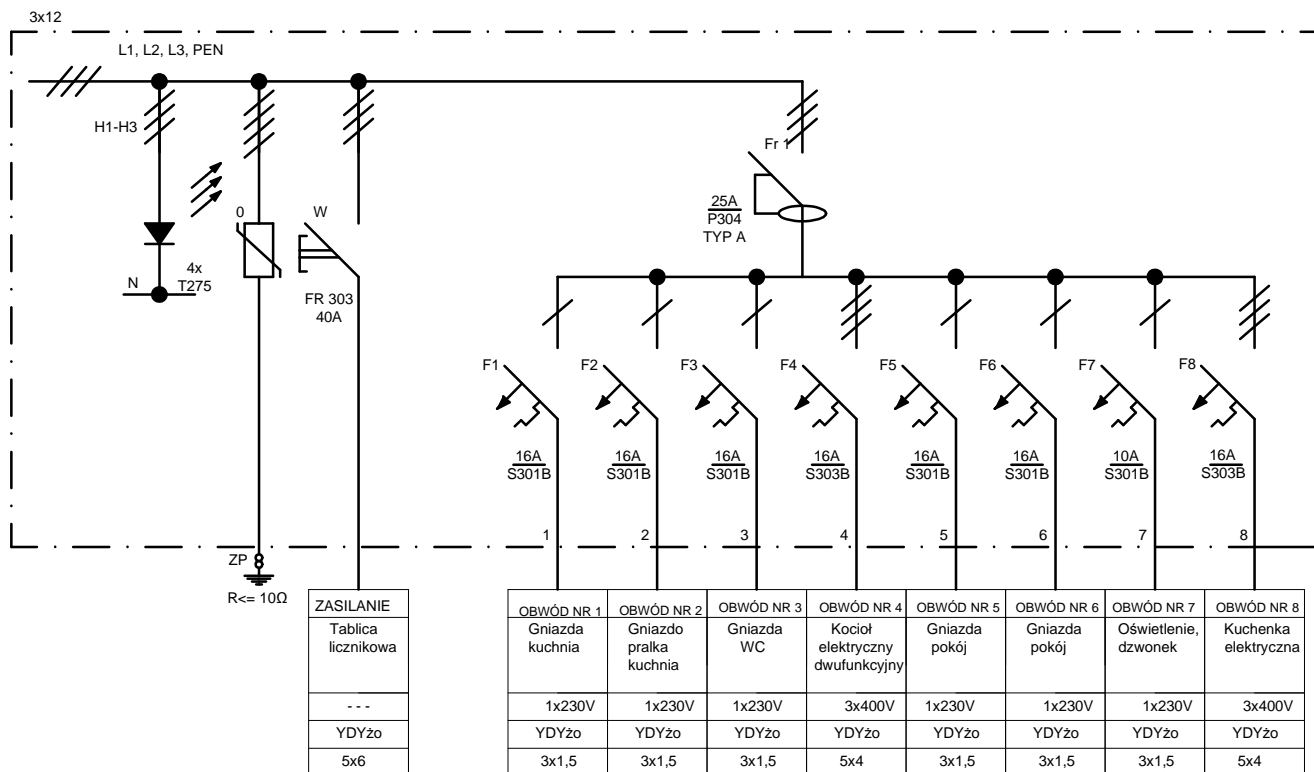 3x12
L1, L2, L3, PEN
H1-H3
Fr 1
25A
P304
TYP A
0
W
N
4x
T275
FR 303
40A
F1
F2
F3
F4
F5
F6
F7
F8
16A
S301B
16A
S301B
16A
S301B
16A
S303B
16A
S301B
16A
S301B
10A
S301B
16A
S303B
1
2
3
4
5
6
7
8
ZP
R<= 10Ω
ZASILANIE
Tablica
licznikowa
- - -
YDYżo
5x6
OBWÓD NR 1
Gniazda
kuchnia
1x230V
YDYżo
3x1,5
OBWÓD NR 2
Gniazdo
pralka
kuchnia
1x230V
YDYżo
3x1,5
OBWÓD NR 3
Gniazda
WC
1x230V
YDYżo
3x1,5
OBWÓD NR 4
Kocioł
elektryczny
dwufunkcyjny
3x400V
YDYżo
5x4
OBWÓD NR 5
Gniazda
pokój
1x230V
YDYżo
3x1,5
OBWÓD NR 6
Gniazda
pokój
1x230V
YDYżo
3x1,5
OBWÓD NR 7
Oświetlenie,
dzwonek
1x230V
YDYżo
3x1,5
OBWÓD NR 8
Kuchenka
elektryczna
3x400V
YDYżo
5x4